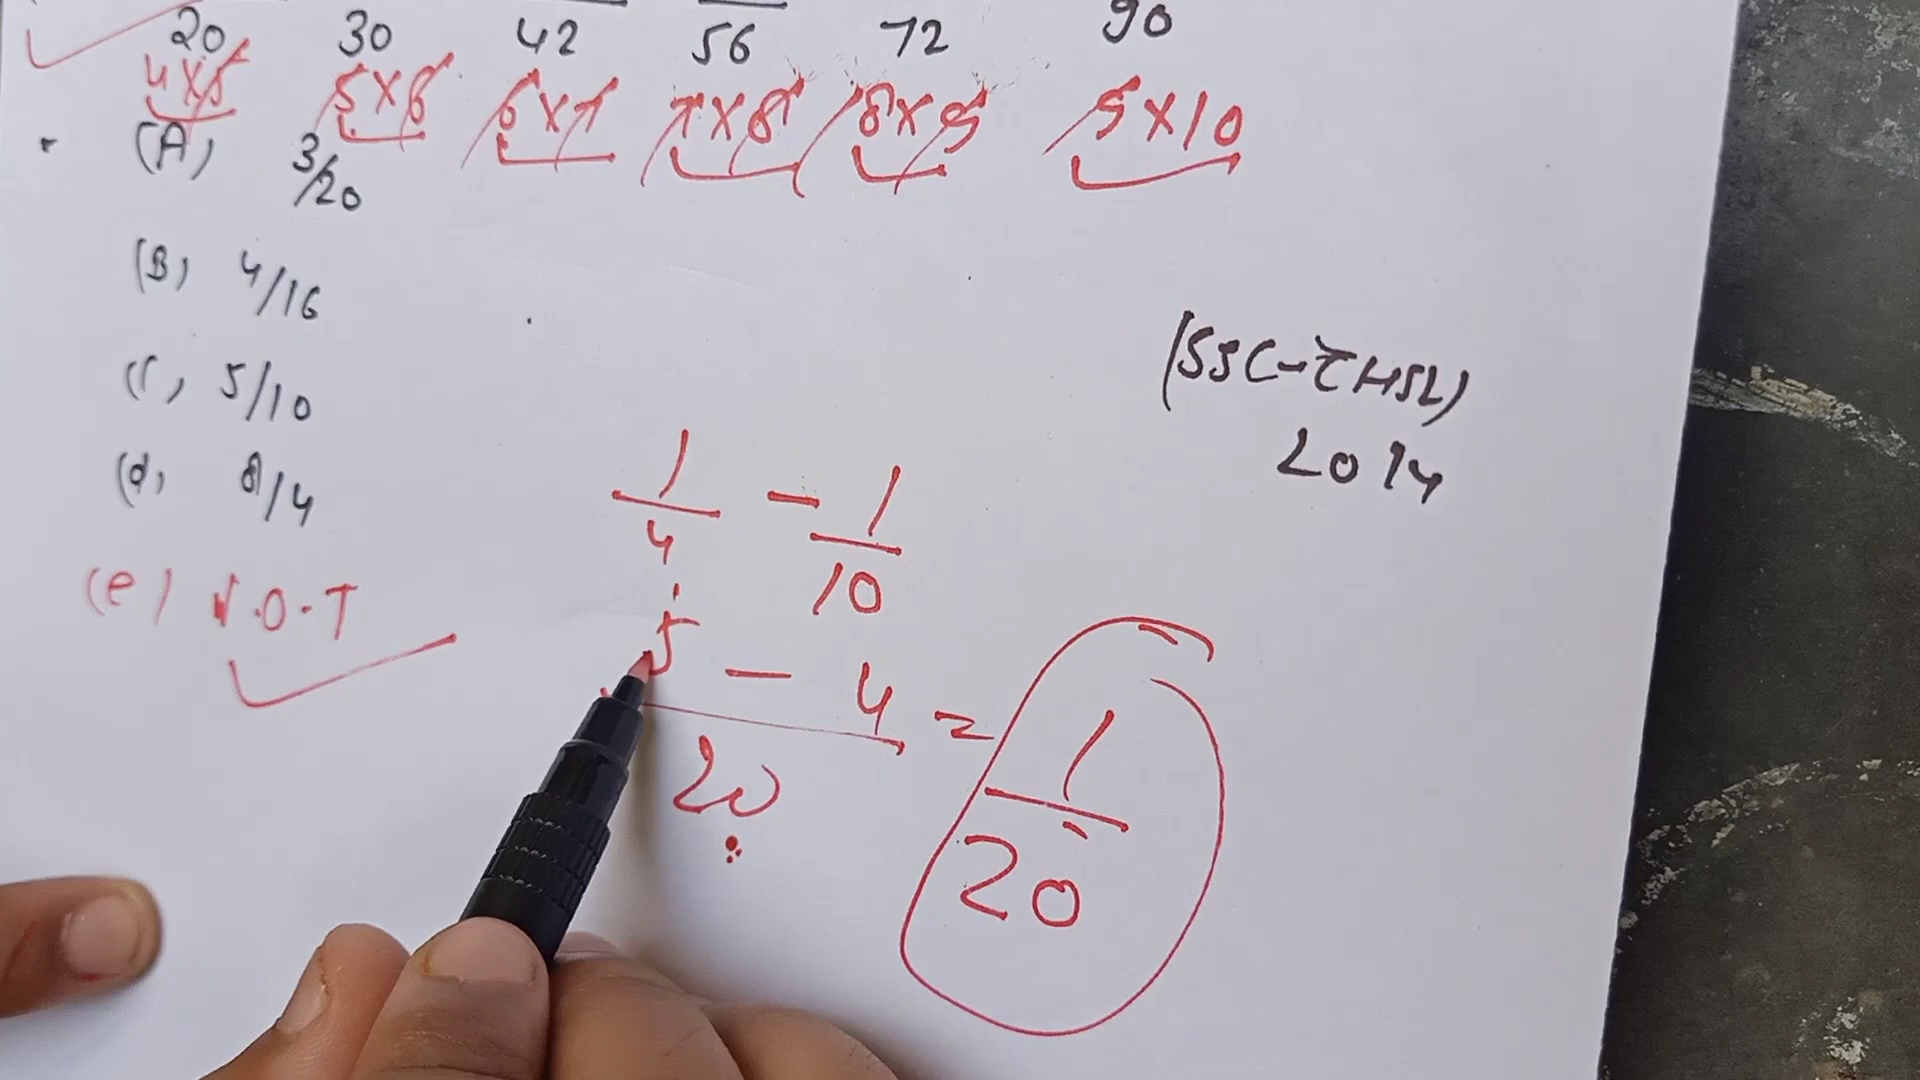 20 30 42 56 72 90
4×5 5×6 6×7 7×8 8×9 9×10
(A) 3/20
(B) 4/16
(C) 5/10
(d) 8/4
(e) N.O.T
(SSC-CHSL)
2014
1/4 - 1/10
5 - 4 / 20 = 1/20